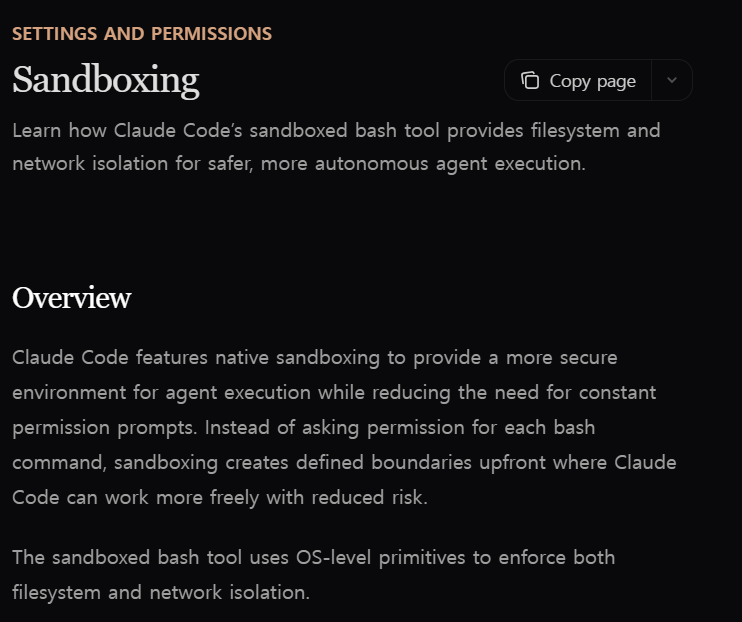 SETTINGS AND PERMISSIONS
Sandboxing
Copy page
Learn how Claude Code’s sandboxed bash tool provides filesystem and
network isolation for safer, more autonomous agent execution.
Overview
Claude Code features native sandboxing to provide a more secure
environment for agent execution while reducing the need for constant
permission prompts. Instead of asking permission for each bash
command, sandboxing creates defined boundaries upfront where Claude
Code can work more freely with reduced risk.
The sandboxed bash tool uses OS-level primitives to enforce both
filesystem and network isolation.